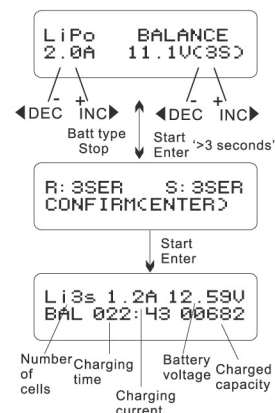 LiPo BALANCE
2.0A 11.1V(3S)
- + - +
◀DEC INC▶ ◀DEC INC▶
Batt type
Stop
Start
Enter '>3 seconds'
R:3SER S:3SER
CONFIRM(ENTER)
Start
Enter
Li3s 1.2A 12.59V
BAL 022:43 00682
Number
of
cells
Charging
time
Charging
current
Battery
voltage
Charged
capacity